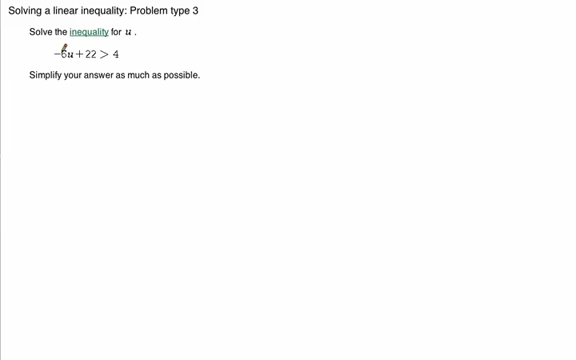 Solving a linear inequality: Problem type 3
Solve the inequality for u .
−6u + 22 > 4
Simplify your answer as much as possible.